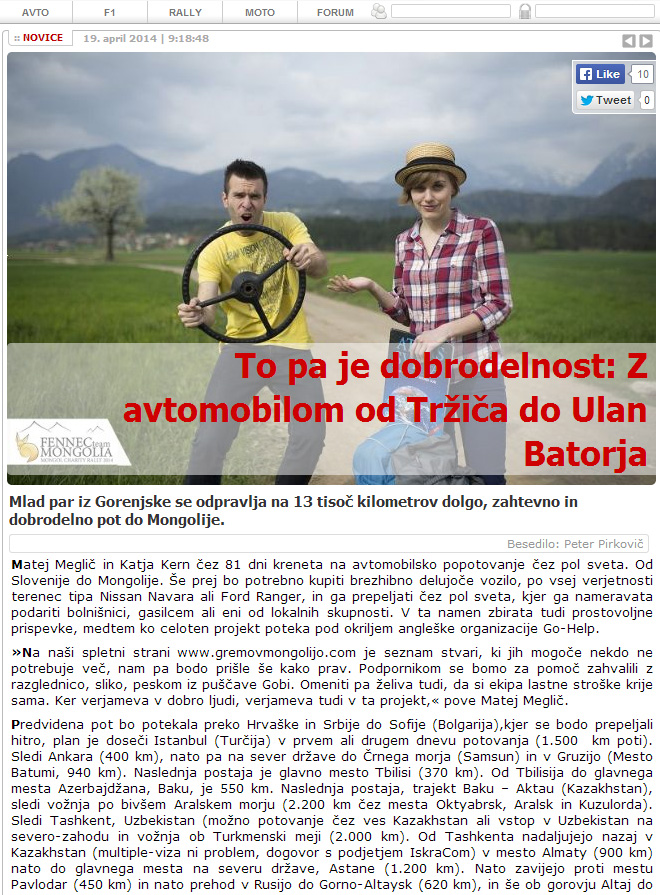 AVTO F1 RALLY MOTO FORUM
:: NOVICE 19. april 2014 | 9:18:48
Like 10
Tweet 0
To pa je dobrodelnost: Z
avtomobilom od Tržiča do Ulan
Batorja
FENNEC team
MONGOLIA
MONGOL CHARITY RALLY 2014
Mlad par iz Gorenjske se odpravlja na 13 tisoč kilometrov dolgo, zahtevno in
dobrodelno pot do Mongolije.
Besedilo: Peter Pirkovič
Matej Meglič in Katja Kern čez 81 dni kreneta na avtomobilsko popotovanje čez pol sveta. Od
Slovenije do Mongolije. Še prej bo potrebno kupiti brezhibno delujoče vozilo, po vsej verjetnosti
terenec tipa Nissan Navara ali Ford Ranger, in ga prepeljati čez pol sveta, kjer ga nameravata
podariti bolnišnici, gasilcem ali eni od lokalnih skupnosti. V ta namen zbirata tudi prostovoljne
prispevke, medtem ko celoten projekt poteka pod okriljem angleške organizacije Go-Help.
»Na naši spletni strani www.gremovmongolijo.com je seznam stvari, ki jih mogoče nekdo ne
potrebuje več, nam pa bodo prišle še kako prav. Podpornikom se bomo za pomoč zahvalili z
razglednico, sliko, peskom iz puščave Gobi. Omeniti pa želiva tudi, da si ekipa lastne stroške krije
sama. Ker verjameva v dobro ljudi, verjameva tudi v ta projekt,« pove Matej Meglič.
Predvidena pot bo potekala preko Hrvaške in Srbije do Sofije (Bolgarija),kjer se bodo prepeljali
hitro, plan je doseči Istanbul (Turčija) v prvem ali drugem dnevu potovanja (1.500 km poti).
Sledi Ankara (400 km), nato pa na sever države do Črnega morja (Samsun) in v Gruzijo (Mesto
Batumi, 940 km). Naslednja postaja je glavno mesto Tbilisi (370 km). Od Tbilisija do glavnega
mesta Azerbajdžana, Baku, je 550 km. Naslednja postaja, trajekt Baku – Aktau (Kazakhstan),
sledi vožnja po bivšem Aralskem morju (2.200 km čez mesta Oktyabrsk, Aralsk in Kuzulorda).
Sledi Tashkent, Uzbekistan (možno potovanje čez ves Kazakhstan ali vstop v Uzbekistan na
severo-zahodu in vožnja ob Turkmenski meji (2.000 km). Od Tashkenta nadaljujejo nazaj v
Kazakhstan (multiple-viza ni problem, dogovor s podjetjem IskraCom) v mesto Almaty (900 km)
nato do glavnega mesta na severu države, Astane (1.200 km). Nato zavijejo proti mestu
Pavlodar (450 km) in nato prehod v Rusijo do Gorno-Altaysk (620 km), in še ob gorovju Altaj do